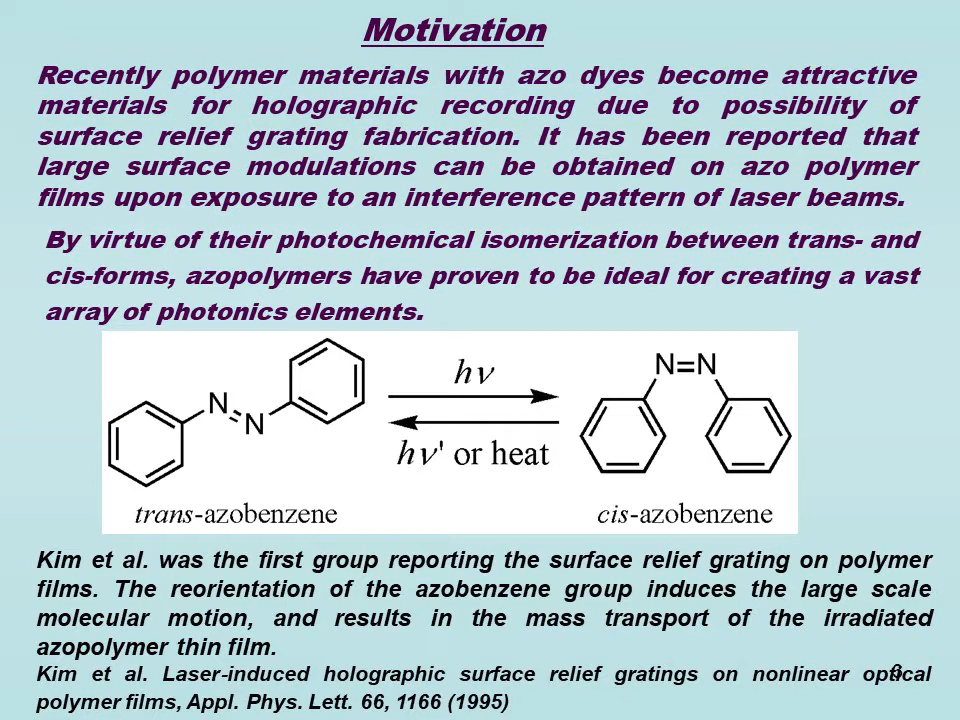 Motivation
Recently polymer materials with azo dyes become attractive
materials for holographic recording due to possibility of
surface relief grating fabrication. It has been reported that
large surface modulations can be obtained on azo polymer
films upon exposure to an interference pattern of laser beams.
By virtue of their photochemical isomerization between trans- and
cis-forms, azopolymers have proven to be ideal for creating a vast
array of photonics elements.
N
N
hν
hν' or heat
N=N
trans-azobenzene
cis-azobenzene
Kim et al. was the first group reporting the surface relief grating on polymer
films. The reorientation of the azobenzene group induces the large scale
molecular motion, and results in the mass transport of the irradiated
azopolymer thin film.
Kim et al. Laser-induced holographic surface relief gratings on nonlinear optical
polymer films, Appl. Phys. Lett. 66, 1166 (1995)